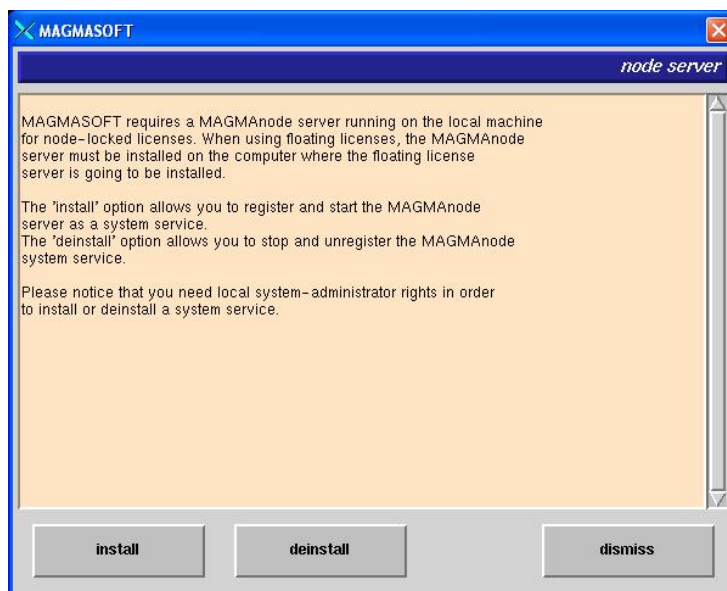 MAGMASOFT
node server
MAGMASOFT requires a MAGMAnode server running on the local machine
for node-locked licenses. When using floating licenses, the MAGMAnode
server must be installed on the computer where the floating license
server is going to be installed.
The 'install' option allows you to register and start the MAGMAnode
server as a system service.
The 'deinstall' option allows you to stop and unregister the MAGMAnode
system service.
Please notice that you need local system-administrator rights in order
to install or deinstall a system service.
install deinstall dismiss